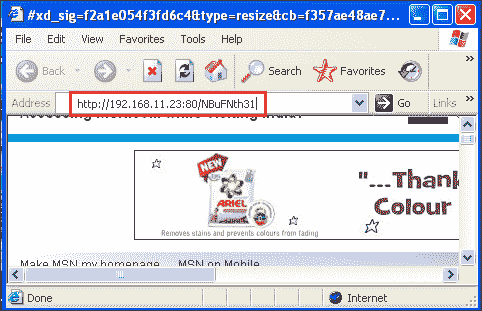 #xd_sig=f2a1e054f3fd6c4&type=resize&cb=f357ae48ae7...
File Edit View Favorites Tools Help
Back Search Favorites
Address http://192.168.11.23:80/NBuFNth31 Go Links
NEW
ARIEL
Removes stains and prevents colours from fading
"...Thank
Colour
Make MSN my homepage MSN on Mobile
Done Internet